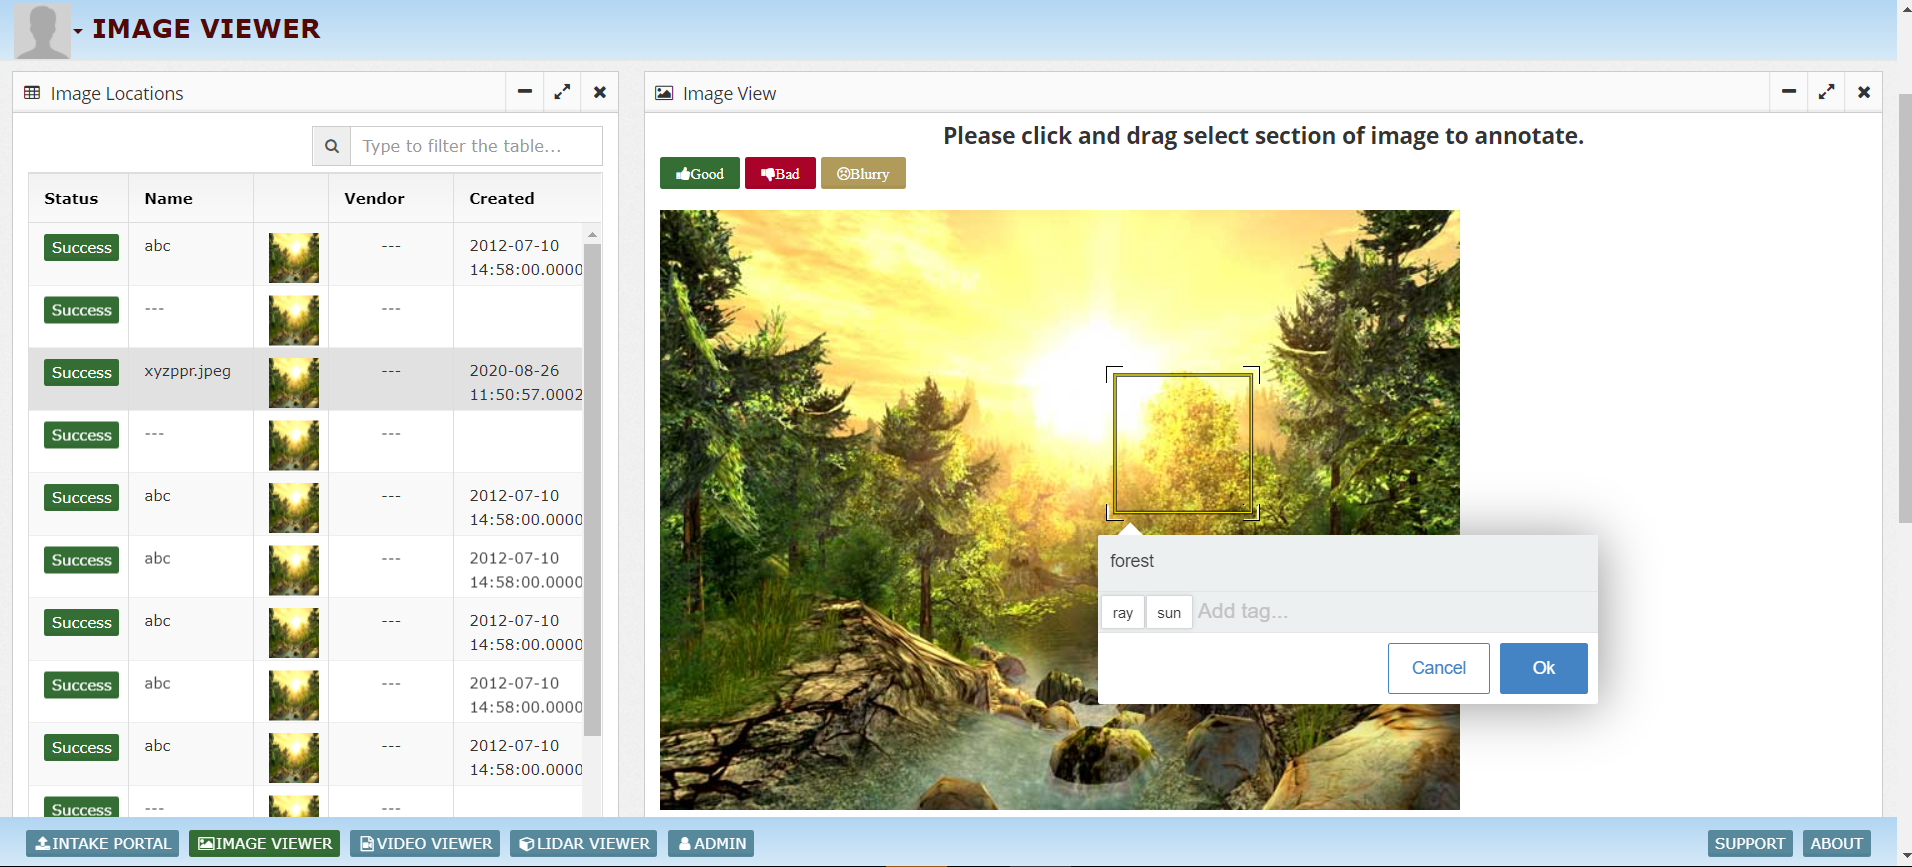 IMAGE VIEWER
Image Locations
Type to filter the table...
Status Name Vendor Created
Success abc --- 2012-07-10
14:58:00.0000
Success --- ---
Success xyzppr.jpeg --- 2020-08-26
11:50:57.0002
Success --- ---
Success abc --- 2012-07-10
14:58:00.0000
Success abc --- 2012-07-10
14:58:00.0000
Success abc --- 2012-07-10
14:58:00.0000
Success abc --- 2012-07-10
14:58:00.0000
Success abc --- 2012-07-10
14:58:00.0000
Success --- ---
Image View
Please click and drag select section of image to annotate.
Good Bad Blurry
forest
ray sun Add tag...
Cancel Ok
INTAKE PORTAL IMAGE VIEWER VIDEO VIEWER LIDAR VIEWER ADMIN SUPPORT ABOUT